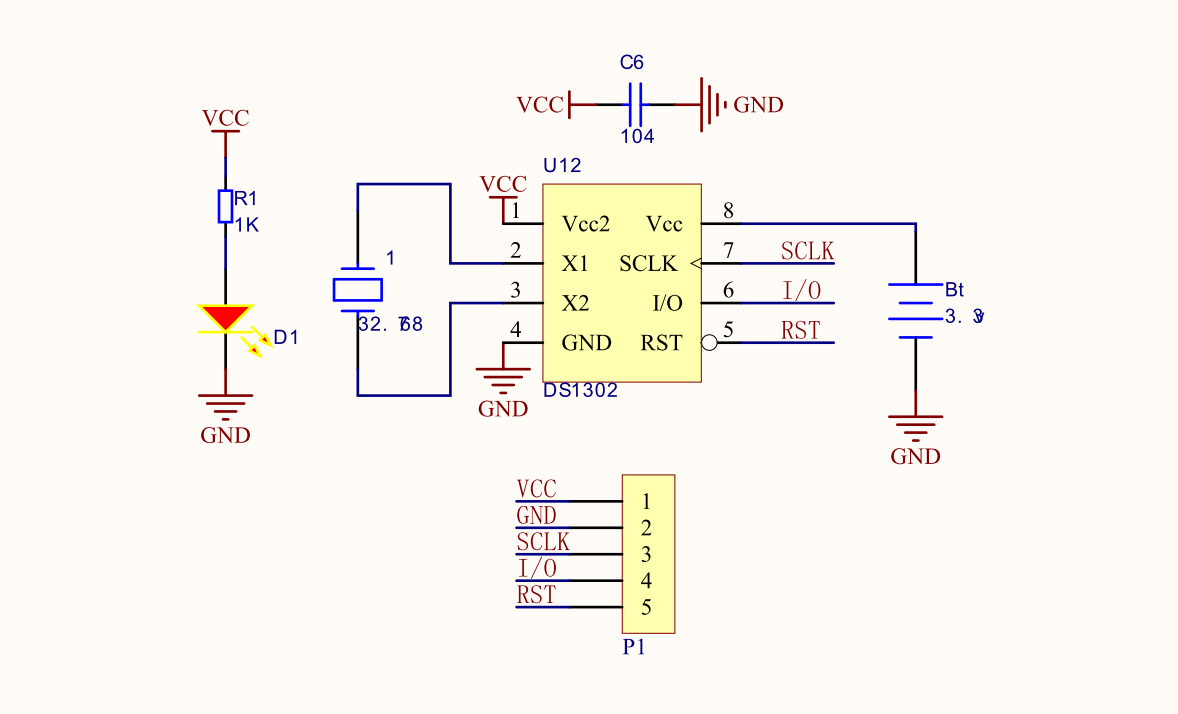 C6
VCC GND
104
VCC
R1
1K
D1
GND
1
32.768
U12
VCC
1 Vcc2 Vcc 8
2 X1 SCLK 7 SCLK
3 X2 I/O 6 I/O
4 GND RST 5 RST
DS1302
GND
Bt
3.3v
GND
VCC 1
GND 2
SCLK 3
I/O 4
RST 5
P1